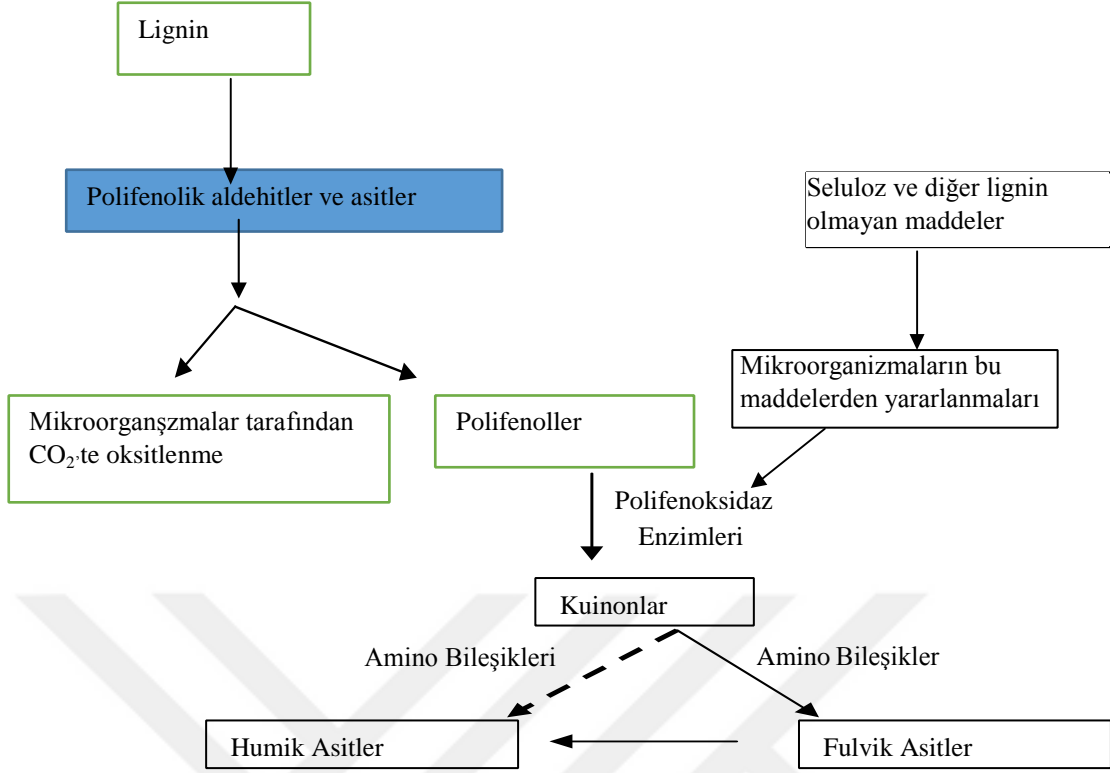 Lignin
Polifenolik aldehitler ve asitler
Seluloz ve diğer lignin
olmayan maddeler
Mikroorganizmaların bu
maddelerden yararlanmaları
Mikroorganşzmalar tarafından
CO₂'te oksitlenme
Polifenoller
Polifenoksidaz
Enzimleri
Kuinonlar
Amino Bileşikleri
Amino Bileşikler
Humik Asitler
Fulvik Asitler